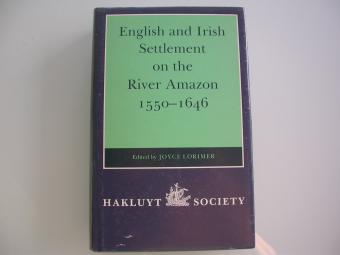 English and Irish
Settlement
on the
River Amazon
1550–1646
Edited by JOYCE LORIMER
HAKLUYT SOCIETY